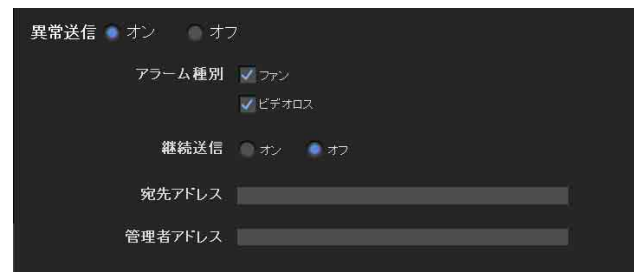 異常送信 オン オフ
アラーム種別 ファン
ビデオロス
継続送信 オン オフ
宛先アドレス
管理者アドレス